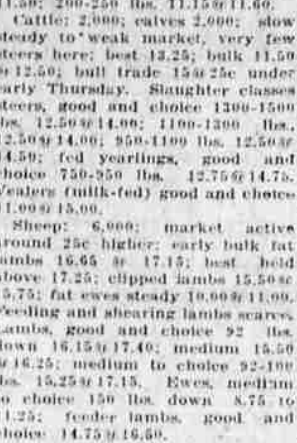 11.50; 200-250 lbs. 11.15@11.60.
Cattle: 2,000; calves 2,000; slow
steady to weak market, very few
steers here; best 13.25; bulk 11.50
@ 12.50; bull trade 15@25c under
early Thursday. Slaughter classes
steers, good and choice 1300-1500
lbs. 12.50@14.00; 1100-1300 lbs.,
12.50@14.00; 950-1100 lbs. 12.50@
14.50; fed yearlings, good and
choice 750-950 lbs. 12.75@14.75.
Vealers (milk-fed) good and choice
11.00@15.00.
Sheep: 6,000; market active
around 25c higher; early bulk fat
lambs 16.65 @ 17.15; best held
above 17.25; clipped lambs 15.50@
15.75; fat ewes steady 10.00@11.00.
Feeding and shearing lambs scarce.
Lambs, good and choice 92 lbs.
down 16.15@17.40; medium 15.50
@16.25; medium to choice 92-100
lbs. 15.25@17.15. Ewes, medium
to choice 150 lbs. down 8.75 to
11.25; feeder lambs, good and
choice 14.75@16.50.